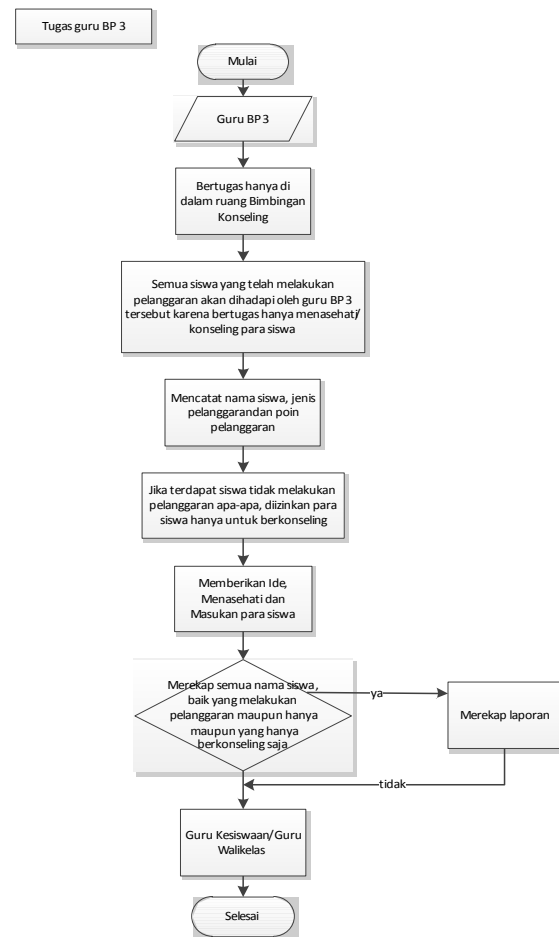 Tugas guru BP 3
Mulai
Guru BP 3
Bertugas hanya di
dalam ruang Bimbingan
Konseling
Semua siswa yang telah melakukan
pelanggaran akan dihadapi oleh guru BP 3
tersebut karena bertugas hanya menasehati/
konseling para siswa
Mencatat nama siswa, jenis
pelanggarandan poin
pelanggaran
Jika terdapat siswa tidak melakukan
pelanggaran apa-apa, diizinkan para
siswa hanya untuk berkonseling
Memberikan Ide,
Menasehati dan
Masukan para siswa
Merekap semua nama siswa,
baik yang melakukan
pelanggaran maupun hanya
maupun yang hanya
berkonseling saja
ya
Merekap laporan
tidak
Guru Kesiswaan/Guru
Walikelas
Selesai